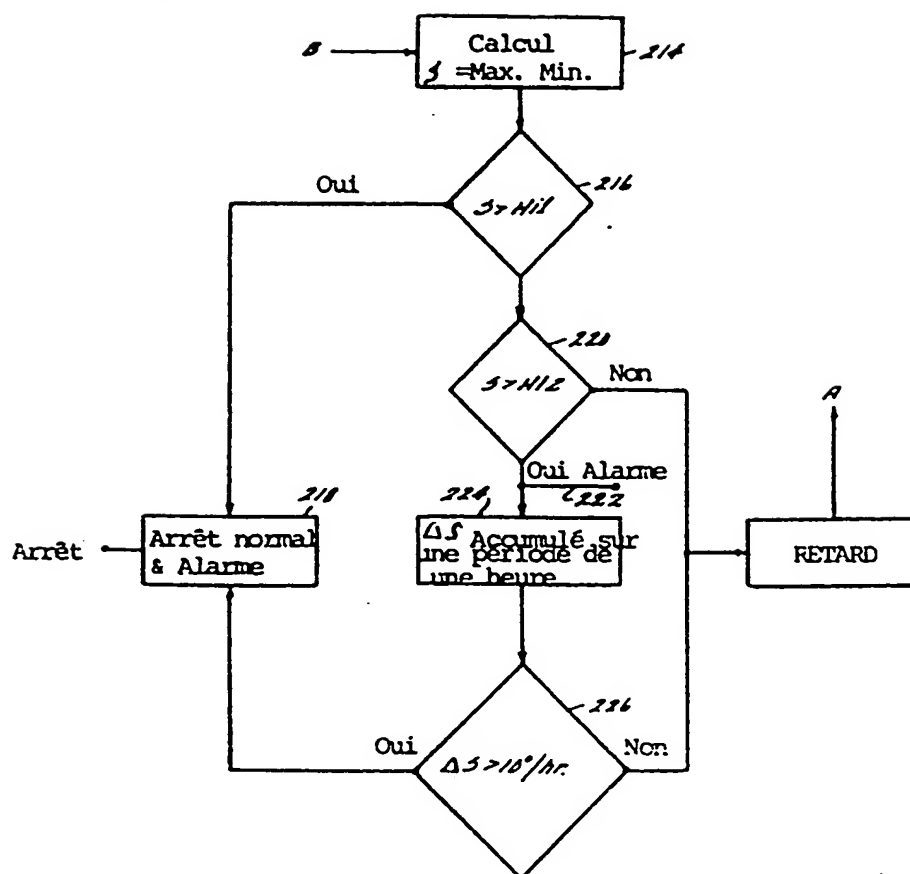 B
Calcul
S =Max. Min.
214
216
Oui
S>Hi1
220
S>Hi2
Non
A
Oui Alarme
222
224
218
ΔS Accumulé sur
une période de
une heure
Arrêt
Arrêt normal
& Alarme
RETARD
226
Oui
Non
ΔS>10°/hr.